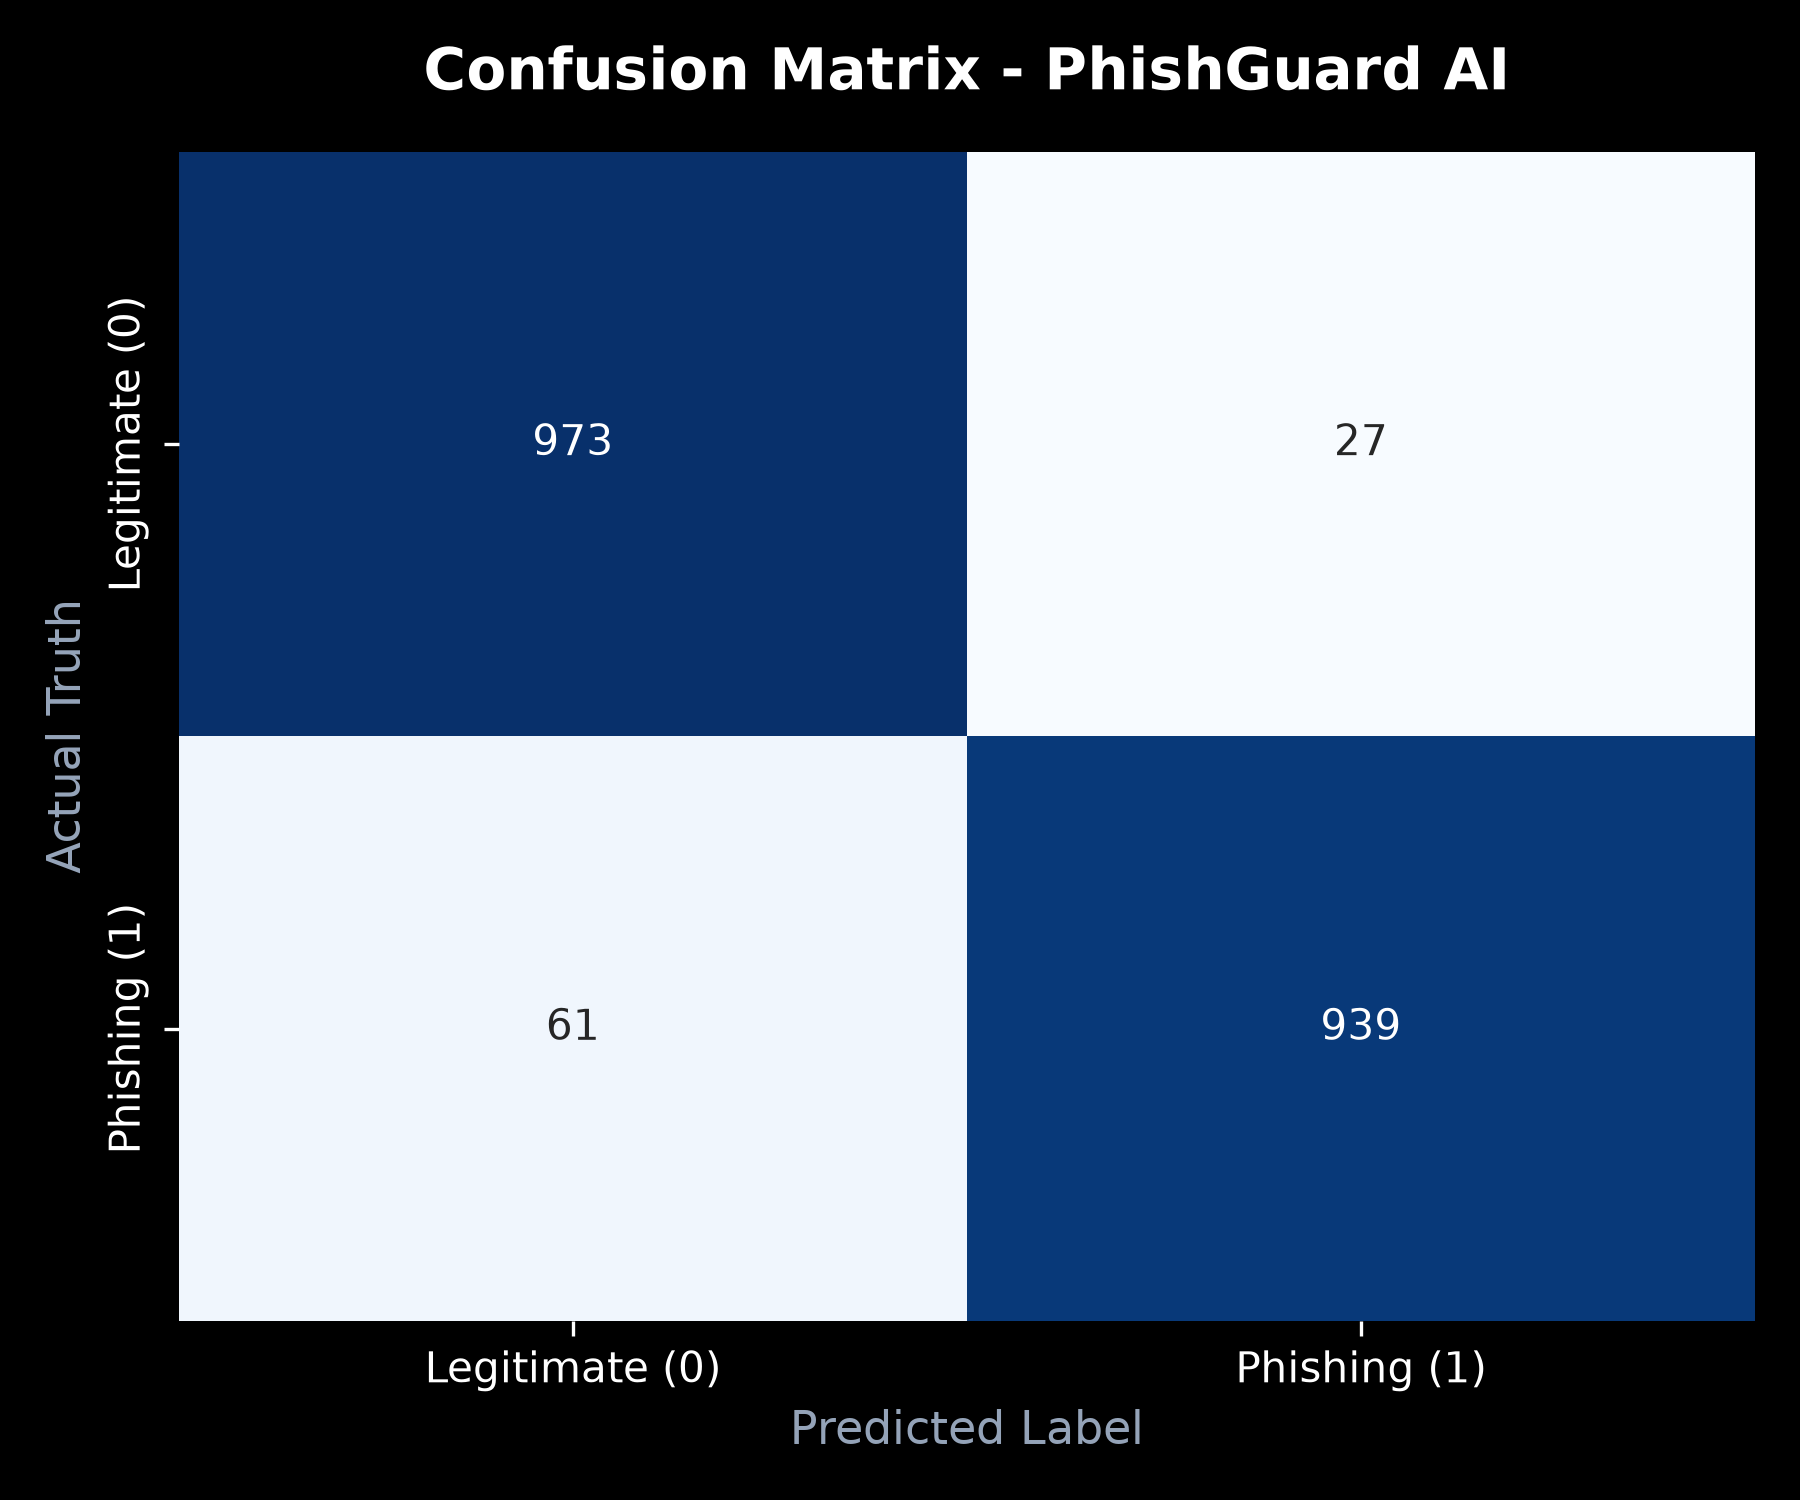 Confusion Matrix - PhishGuard AI
Actual Truth
Legitimate (0)
973
27
Phishing (1)
61
939
Legitimate (0)
Phishing (1)
Predicted Label